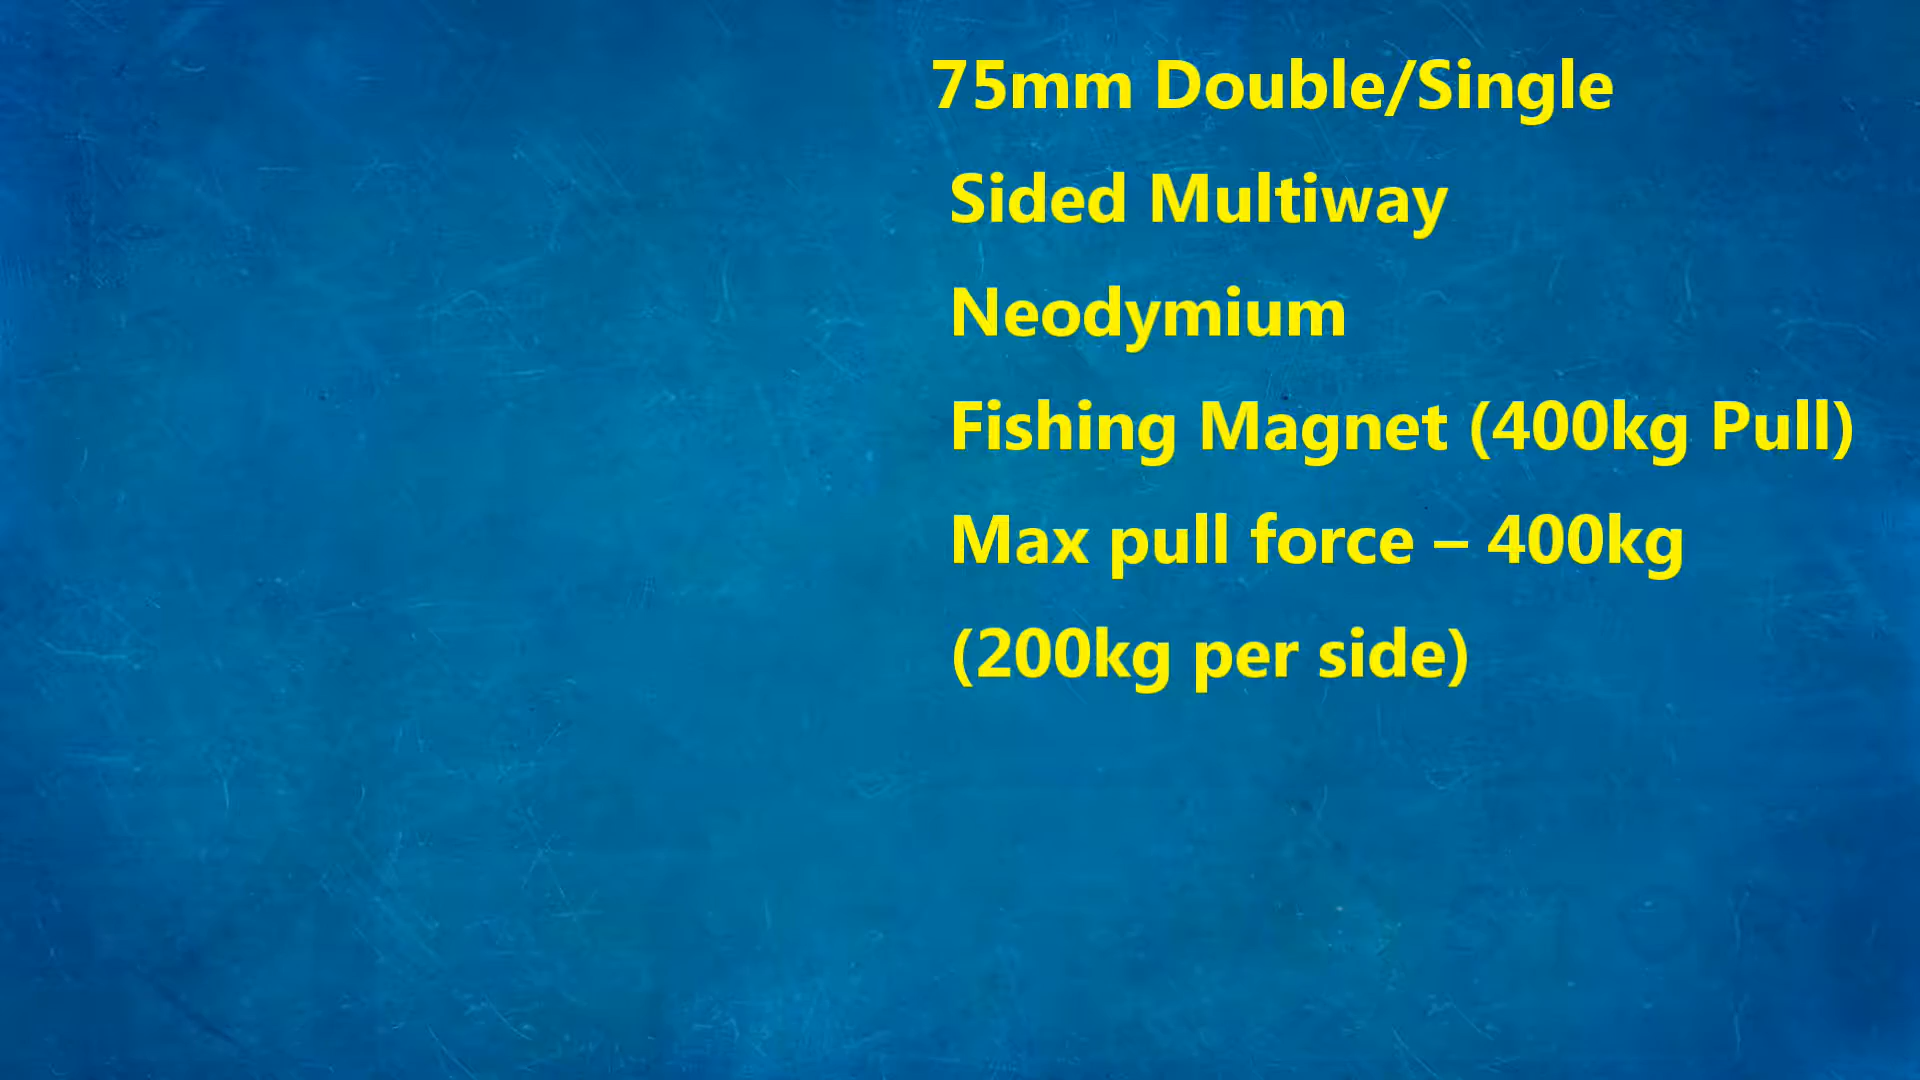 75mm Double/Single
Sided Multiway
Neodymium
Fishing Magnet (400kg Pull)
Max pull force – 400kg
(200kg per side)